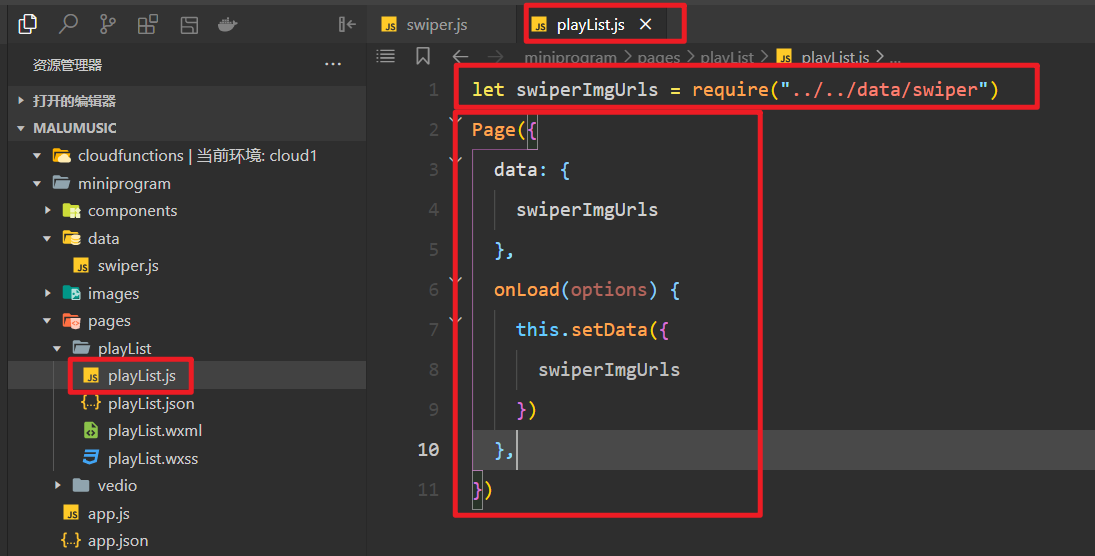 swiper.js
playList.js
资源管理器
打开的编辑器
MALUMUSIC
cloudfunctions | 当前环境: cloud1
miniprogram
components
data
swiper.js
images
pages
playList
playList.js
playList.json
playList.wxml
playList.wxss
vedio
app.js
app.json
miniprogram > pages > playList > playList.js > ...
1 let swiperImgUrls = require("../../data/swiper")
2 Page({
3 data: {
4 swiperImgUrls
5 },
6 onLoad(options) {
7 this.setData({
8 swiperImgUrls
9 })
10 },
11 })